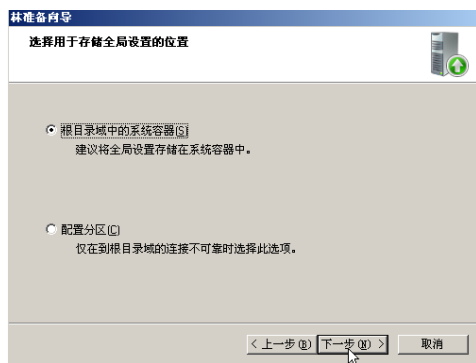 林准备向导
选择用于存储全局设置的位置
根目录域中的系统容器(S)
建议将全局设置存储在系统容器中。
配置分区(C)
仅在到根目录域的连接不可靠时选择此选项。
< 上一步(B) 下一步(N) > 取消